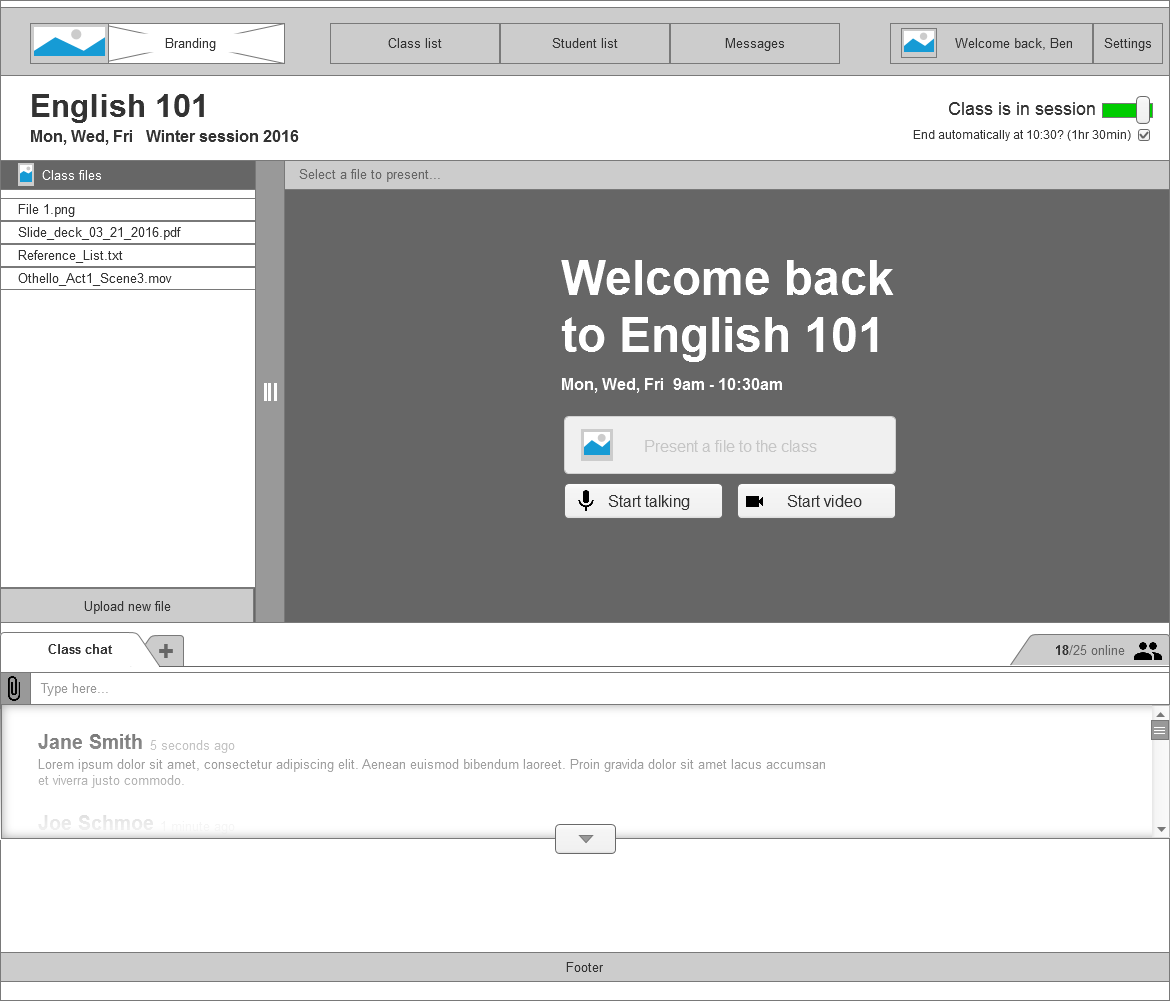 Branding
Class list
Student list
Messages
Welcome back, Ben
Settings
English 101
Mon, Wed, Fri   Winter session 2016
Class is in session
End automatically at 10:30? (1hr 30min)
Class files
Select a file to present...
File 1.png
Slide_deck_03_21_2016.pdf
Reference_List.txt
Othello_Act1_Scene3.mov
Welcome back
to English 101
Mon, Wed, Fri  9am - 10:30am
Present a file to the class
Start talking
Start video
Upload new file
Class chat
18/25 online
Type here...
Jane Smith 5 seconds ago
Lorem ipsum dolor sit amet, consectetur adipiscing elit. Aenean euismod bibendum laoreet. Proin gravida dolor sit amet lacus accumsan
et viverra justo commodo.
Joe Schmoe 1 minute ago
Footer